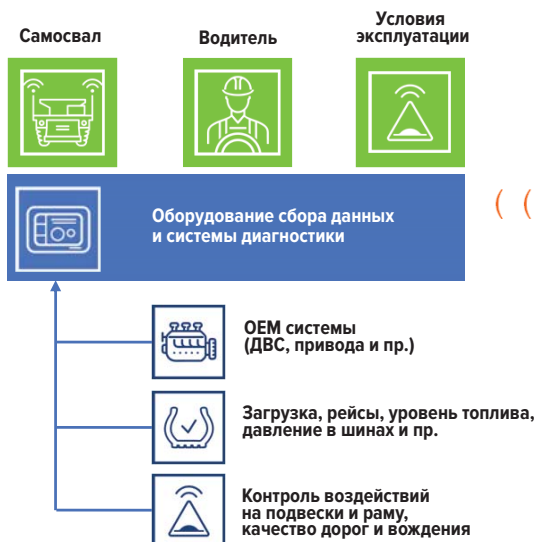 Самосвал
Водитель
Условия
эксплуатации
Оборудование сбора данных
и системы диагностики
OEM системы
(ДВС, привода и пр.)
Загрузка, рейсы, уровень топлива,
давление в шинах и пр.
Контроль воздействий
на подвески и раму,
качество дорог и вождения